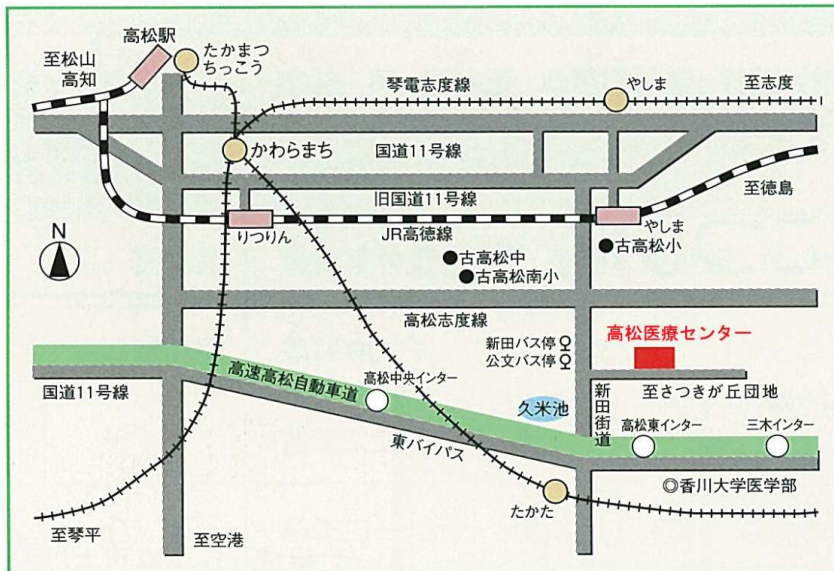 高松駅
至松山
高知
たかまつ
ちっこう
琴電志度線
やしま
至志度
かわらまち
国道11号線
旧国道11号線
至徳島
りつりん
JR高徳線
やしま
N
古高松中
古高松南小
古高松小
高松志度線
新田バス停
公文バス停
高松医療センター
国道11号線
高速高松自動車道
高松中央インター
久米池
新田街道
至さつきが丘団地
東バイパス
高松東インター
三木インター
たかた
◎香川大学医学部
至琴平
至空港